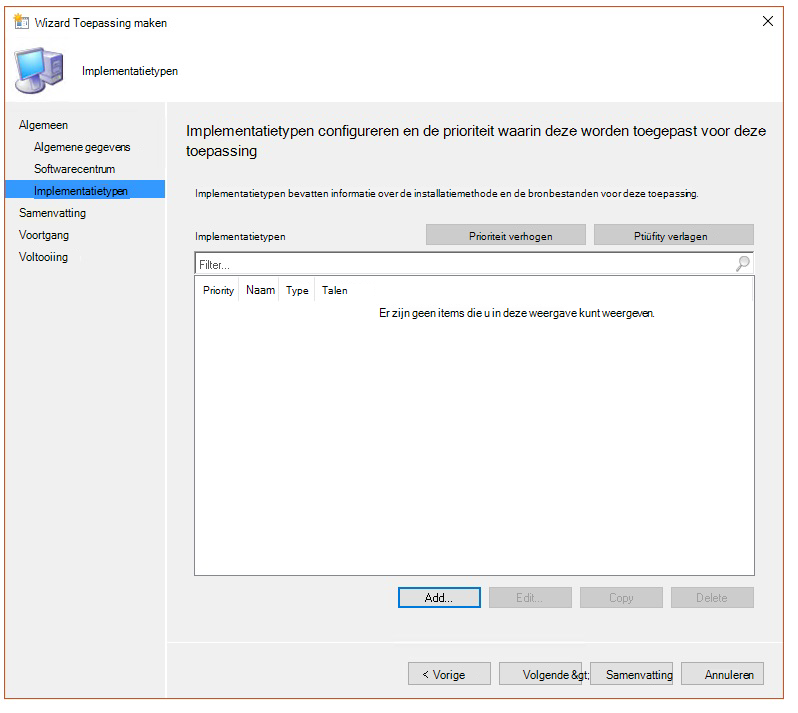 Wizard Toepassing maken
Implementatietypen
Algemeen
Algemene gegevens
Softwarecentrum
Implementatietypen
Samenvatting
Voortgang
Voltooiing
Implementatietypen configureren en de prioriteit waarin deze worden toegepast voor deze
toepassing
Implementatietypen bevatten informatie over de installatiemethode en de bronbestanden voor deze toepassing.
Implementatietypen Prioriteit verhogen Ptiüfity verlagen
Filter...
Priority Naam Type Talen
Er zijn geen items die u in deze weergave kunt weergeven.
Add... Edit... Copy Delete
< Vorige Volgende &gt; Samenvatting Annuleren